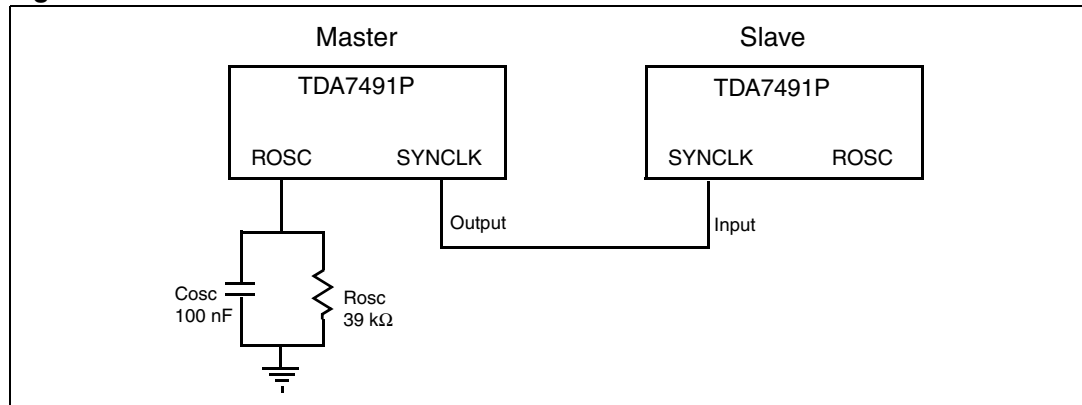 Master
Slave
TDA7491P
TDA7491P
ROSC
SYNCLK
SYNCLK
ROSC
Output
Input
Cosc
100 nF
Rosc
39 kΩ